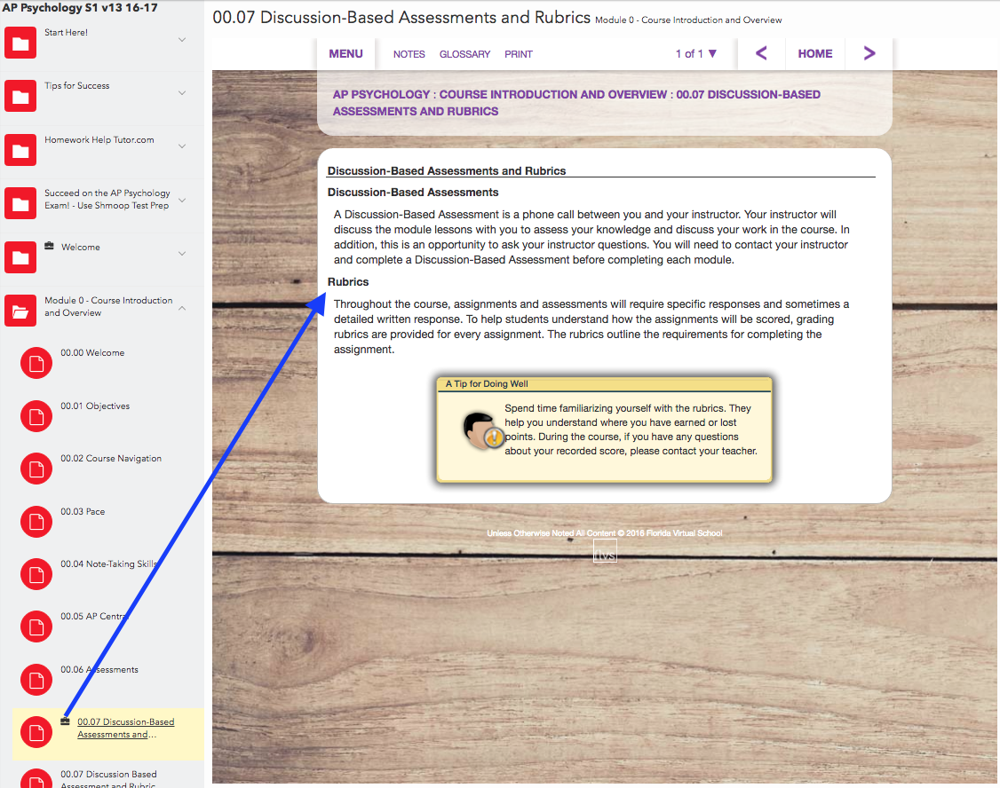 AP Psychology S1 v13 16-17
Start Here!
Tips for Success
Homework Help Tutor.com
Succeed on the AP Psychology
Exam! - Use Shmoop Test Prep
Welcome
Module 0 - Course Introduction
and Overview
00.00 Welcome
00.01 Objectives
00.02 Course Navigation
00.03 Pace
00.04 Note-Taking Skills
00.05 AP Central
00.06 Assessments
00.07 Discussion-Based
Assessments and...
00.07 Discussion Based
Assessment and Rubric
00.07 Discussion-Based Assessments and Rubrics Module 0 - Course Introduction and Overview
MENU NOTES GLOSSARY PRINT 1 of 1 ▼ < HOME >
AP PSYCHOLOGY : COURSE INTRODUCTION AND OVERVIEW : 00.07 DISCUSSION-BASED
ASSESSMENTS AND RUBRICS
Discussion-Based Assessments and Rubrics
Discussion-Based Assessments
A Discussion-Based Assessment is a phone call between you and your instructor. Your instructor will
discuss the module lessons with you to assess your knowledge and discuss your work in the course. In
addition, this is an opportunity to ask your instructor questions. You will need to contact your instructor
and complete a Discussion-Based Assessment before completing each module.
Rubrics
Throughout the course, assignments and assessments will require specific responses and sometimes a
detailed written response. To help students understand how the assignments will be scored, grading
rubrics are provided for every assignment. The rubrics outline the requirements for completing the
assignment.
A Tip for Doing Well
Spend time familiarizing yourself with the rubrics. They
help you understand where you have earned or lost
points. During the course, if you have any questions
about your recorded score, please contact your teacher.
Unless Otherwise Noted All Content © 2016 Florida Virtual School
flvs